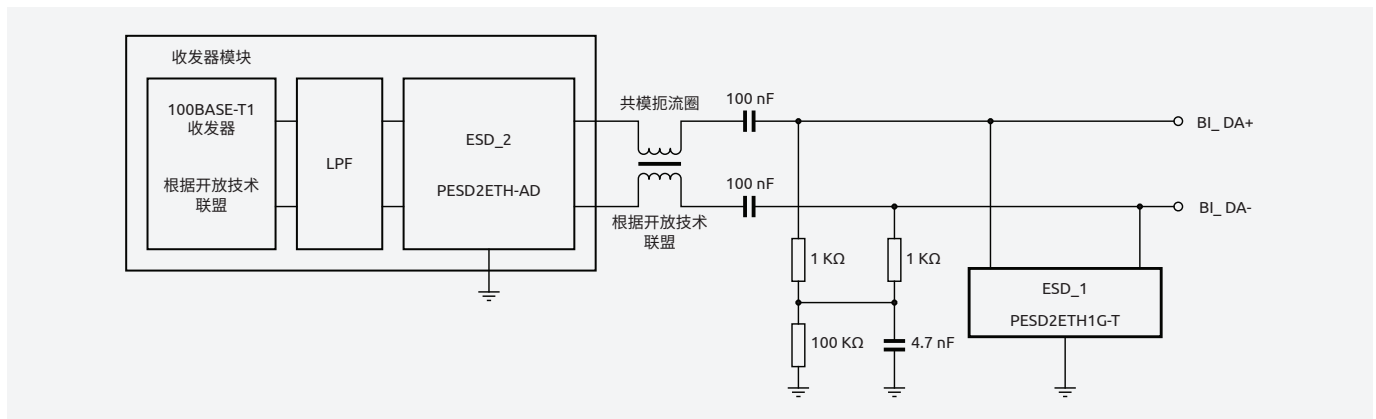 收发器模块
100BASE-T1
收发器
根据开放技术
联盟
LPF
ESD_2
PESD2ETH-AD
共模扼流圈
根据开放技术
联盟
100 nF
100 nF
BI_ DA+
BI_ DA-
1 KΩ
1 KΩ
100 KΩ
4.7 nF
ESD_1
PESD2ETH1G-T